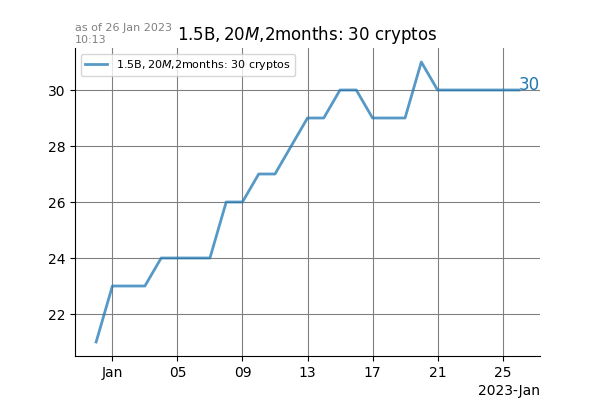 as of 26 Jan 2023
10:13
1.5B, 20M,2months: 30 cryptos
1.5B, 20M,2months: 30 cryptos
30
30
28
26
24
22
Jan 05 09 13 17 21 25
2023-Jan